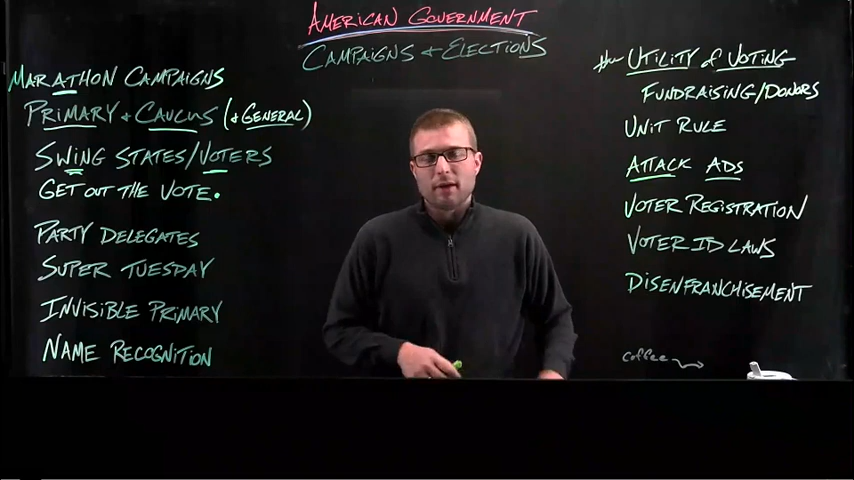 AMERICAN GOVERNMENT
CAMPAIGNS & ELECTIONS
MARATHON CAMPAIGNS
PRIMARY & CAUCUS (& GENERAL)
SWING STATES/VOTERS
GET OUT THE VOTE.
PARTY DELEGATES
SUPER TUESDAY
INVISIBLE PRIMARY
NAME RECOGNITION
the UTILITY of VOTING
FUNDRAISING/DONORS
UNIT RULE
ATTACK ADS
VOTER REGISTRATION
VOTER ID LAWS
DISENFRANCHISEMENT
coffee